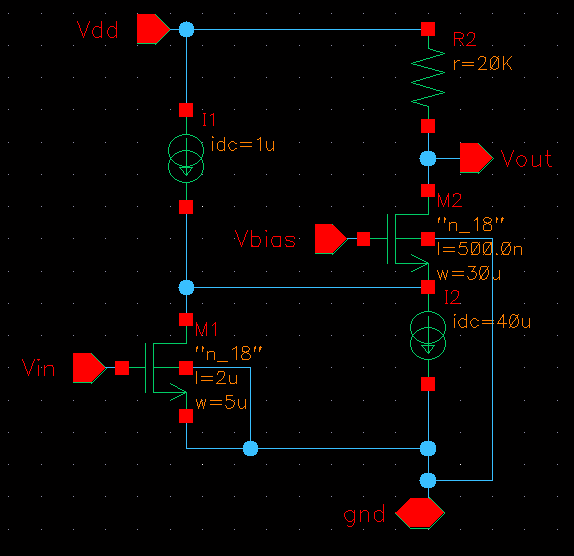 Vdd
R2
r=20K
I1
idc=1u
Vout
M2
"n_18"
l=500.0n
w=30u
Vbias
I2
idc=40u
M1
"n_18"
l=2u
w=5u
Vin
gnd